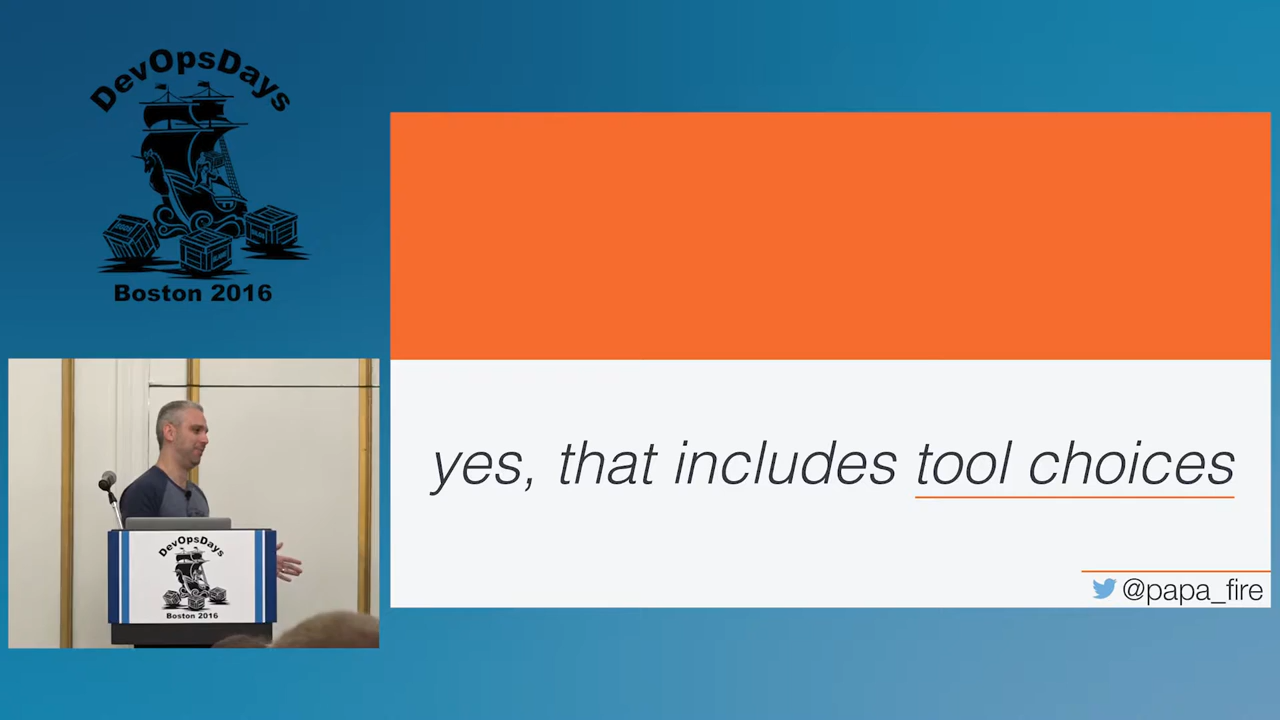 DevOpsDays
Boston 2016
yes, that includes tool choices
@papa_fire
DevOpsDays
Boston 2016